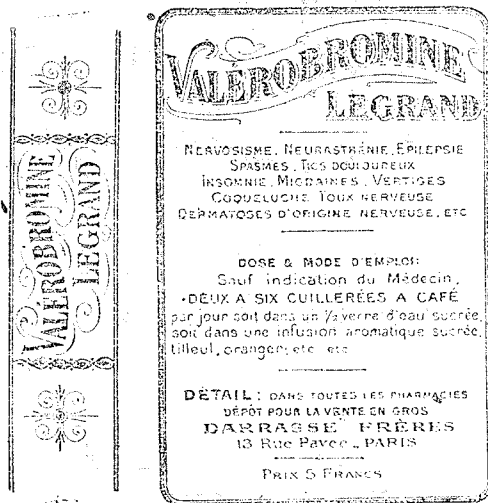 VALÉROBROMINE
LEGRAND
VALÉROBROMINE
LEGRAND
NERVOSISME, NEURASTHÉNIE, EPILEPSIE
SPASMES, TICS DOULOUREUX
INSOMNIE, MIGRAINES, VERTIGES
COQUELUCHE TOUX NERVEUSE
DERMATOSES D'ORIGINE NERVEUSE, ETC
DOSE & MODE D'EMPLOI:
Sauf indication du Médecin,
DEUX A SIX CUILLERÉES A CAFÉ
par jour soit dans un ½ verre d'eau sucrée,
soit dans une infusion aromatique sucrée,
tilleul, oranger, etc etc
DÉTAIL: DANS TOUTES LES PHARMACIES
DÉPÔT POUR LA VENTE EN GROS
DARRASSE FRÈRES
13 Rue Pavée, PARIS
PRIX 5 FRANCS